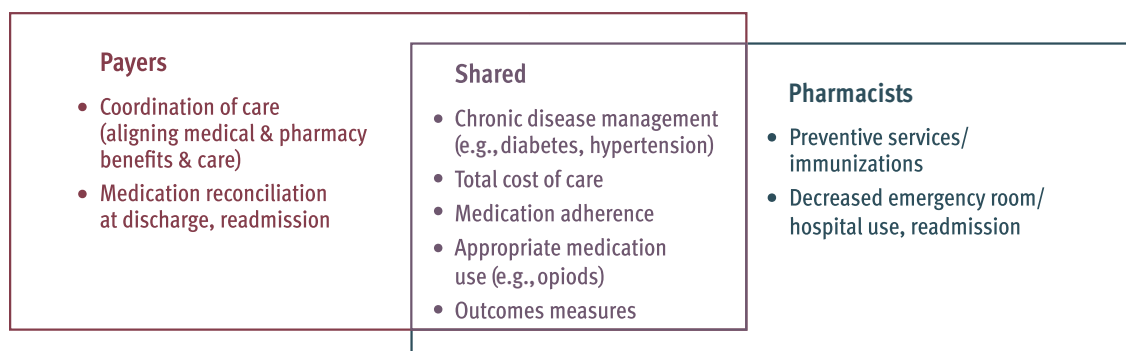 Payers
• Coordination of care
(aligning medical & pharmacy
benefits & care)
• Medication reconciliation
at discharge, readmission
Shared
• Chronic disease management
(e.g., diabetes, hypertension)
• Total cost of care
• Medication adherence
• Appropriate medication
use (e.g., opiods)
• Outcomes measures
Pharmacists
• Preventive services/
immunizations
• Decreased emergency room/
hospital use, readmission